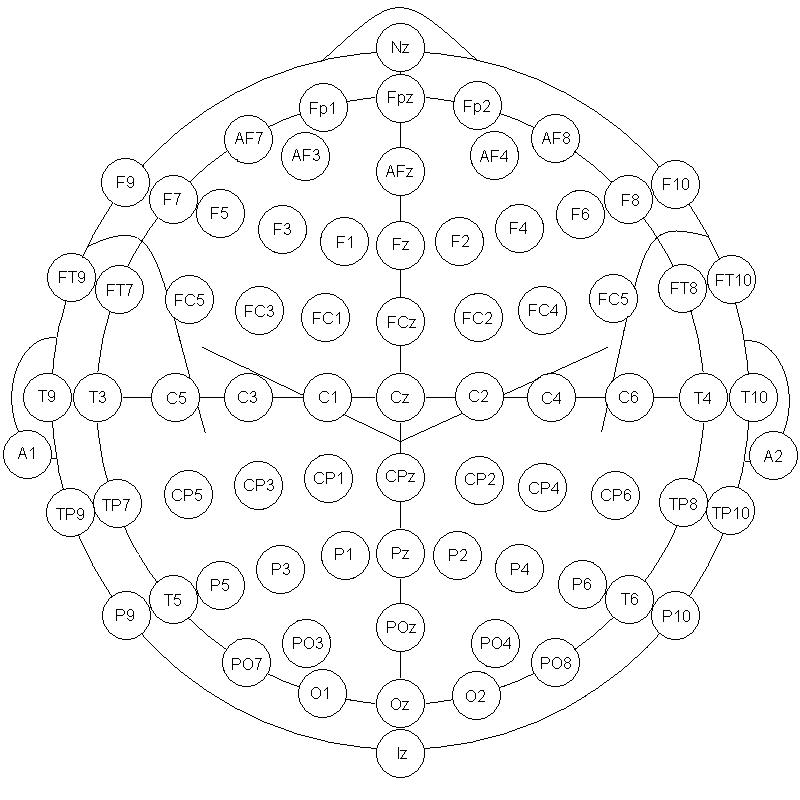 Nz
Fp1 Fpz Fp2
AF7 AF8
AF3 AF4
AFz
F9 F10
F7 F8
F5 F6
F3 F4
F1 Fz F2
FT9 FT10
FT7 FT8
FC5 FC5
FC3 FC4
FC1 FCz FC2
T9 T3 C5 C3 C1 Cz C2 C4 C6 T4 T10
A1 A2
CP5 CP3 CP1 CPz CP2 CP4 CP6
TP9 TP7 TP8 TP10
P1 Pz P2
P3 P4
P5 P6
T5 T6
P9 P10
PO3 POz PO4
PO7 PO8
O1 Oz O2
Iz